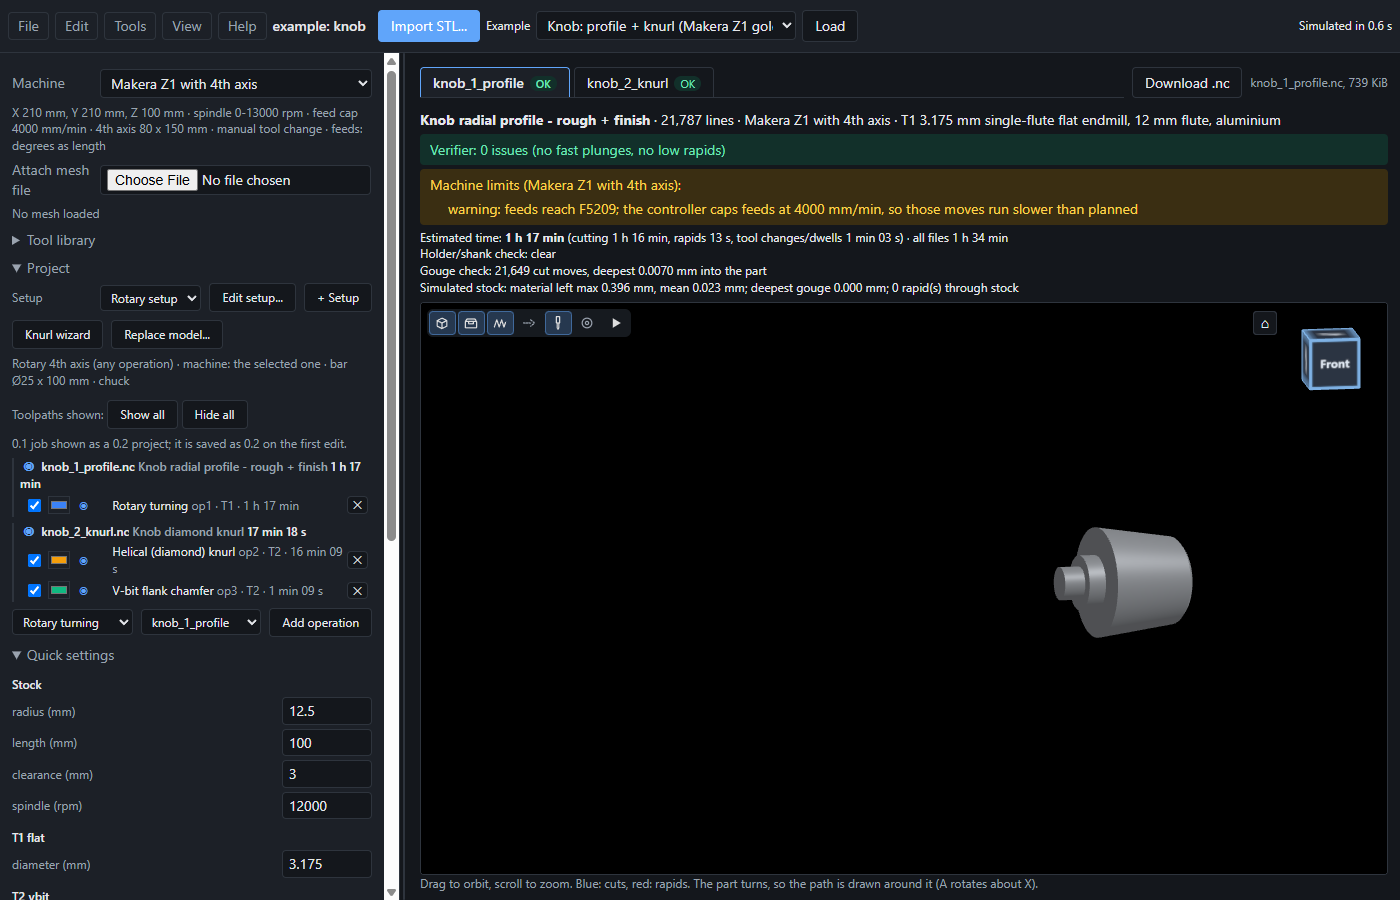 File Edit Tools View Help example: knob Import STL... Example Knob: profile + knurl (Makera Z1 gol Load Simulated in 0.6 s
Machine Makera Z1 with 4th axis
X 210 mm, Y 210 mm, Z 100 mm · spindle 0-13000 rpm · feed cap
4000 mm/min · 4th axis 80 x 150 mm · manual tool change · feeds:
degrees as length
Attach mesh
file Choose File No file chosen
No mesh loaded
Tool library
Project
Setup Rotary setup Edit setup... + Setup
Knurl wizard Replace model...
Rotary 4th axis (any operation) · machine: the selected one · bar
Ø25 x 100 mm · chuck
Toolpaths shown: Show all Hide all
0.1 job shown as a 0.2 project; it is saved as 0.2 on the first edit.
knob_1_profile.nc Knob radial profile - rough + finish 1 h 17
min
Rotary turning op1 · T1 · 1 h 17 min
knob_2_knurl.nc Knob diamond knurl 17 min 18 s
Helical (diamond) knurl op2 · T2 · 16 min 09
s
V-bit flank chamfer op3 · T2 · 1 min 09 s
Rotary turning knob_1_profile Add operation
Quick settings
Stock
radius (mm) 12.5
length (mm) 100
clearance (mm) 3
spindle (rpm) 12000
T1 flat
diameter (mm) 3.175
T2 vbit
knob_1_profile OK knob_2_knurl OK Download .nc knob_1_profile.nc, 739 KiB
Knob radial profile - rough + finish · 21,787 lines · Makera Z1 with 4th axis · T1 3.175 mm single-flute flat endmill, 12 mm flute, aluminium
Verifier: 0 issues (no fast plunges, no low rapids)
Machine limits (Makera Z1 with 4th axis):
warning: feeds reach F5209; the controller caps feeds at 4000 mm/min, so those moves run slower than planned
Estimated time: 1 h 17 min (cutting 1 h 16 min, rapids 13 s, tool changes/dwells 1 min 03 s) · all files 1 h 34 min
Holder/shank check: clear
Gouge check: 21,649 cut moves, deepest 0.0070 mm into the part
Simulated stock: material left max 0.396 mm, mean 0.023 mm; deepest gouge 0.000 mm; 0 rapid(s) through stock
Front
Drag to orbit, scroll to zoom. Blue: cuts, red: rapids. The part turns, so the path is drawn around it (A rotates about X).